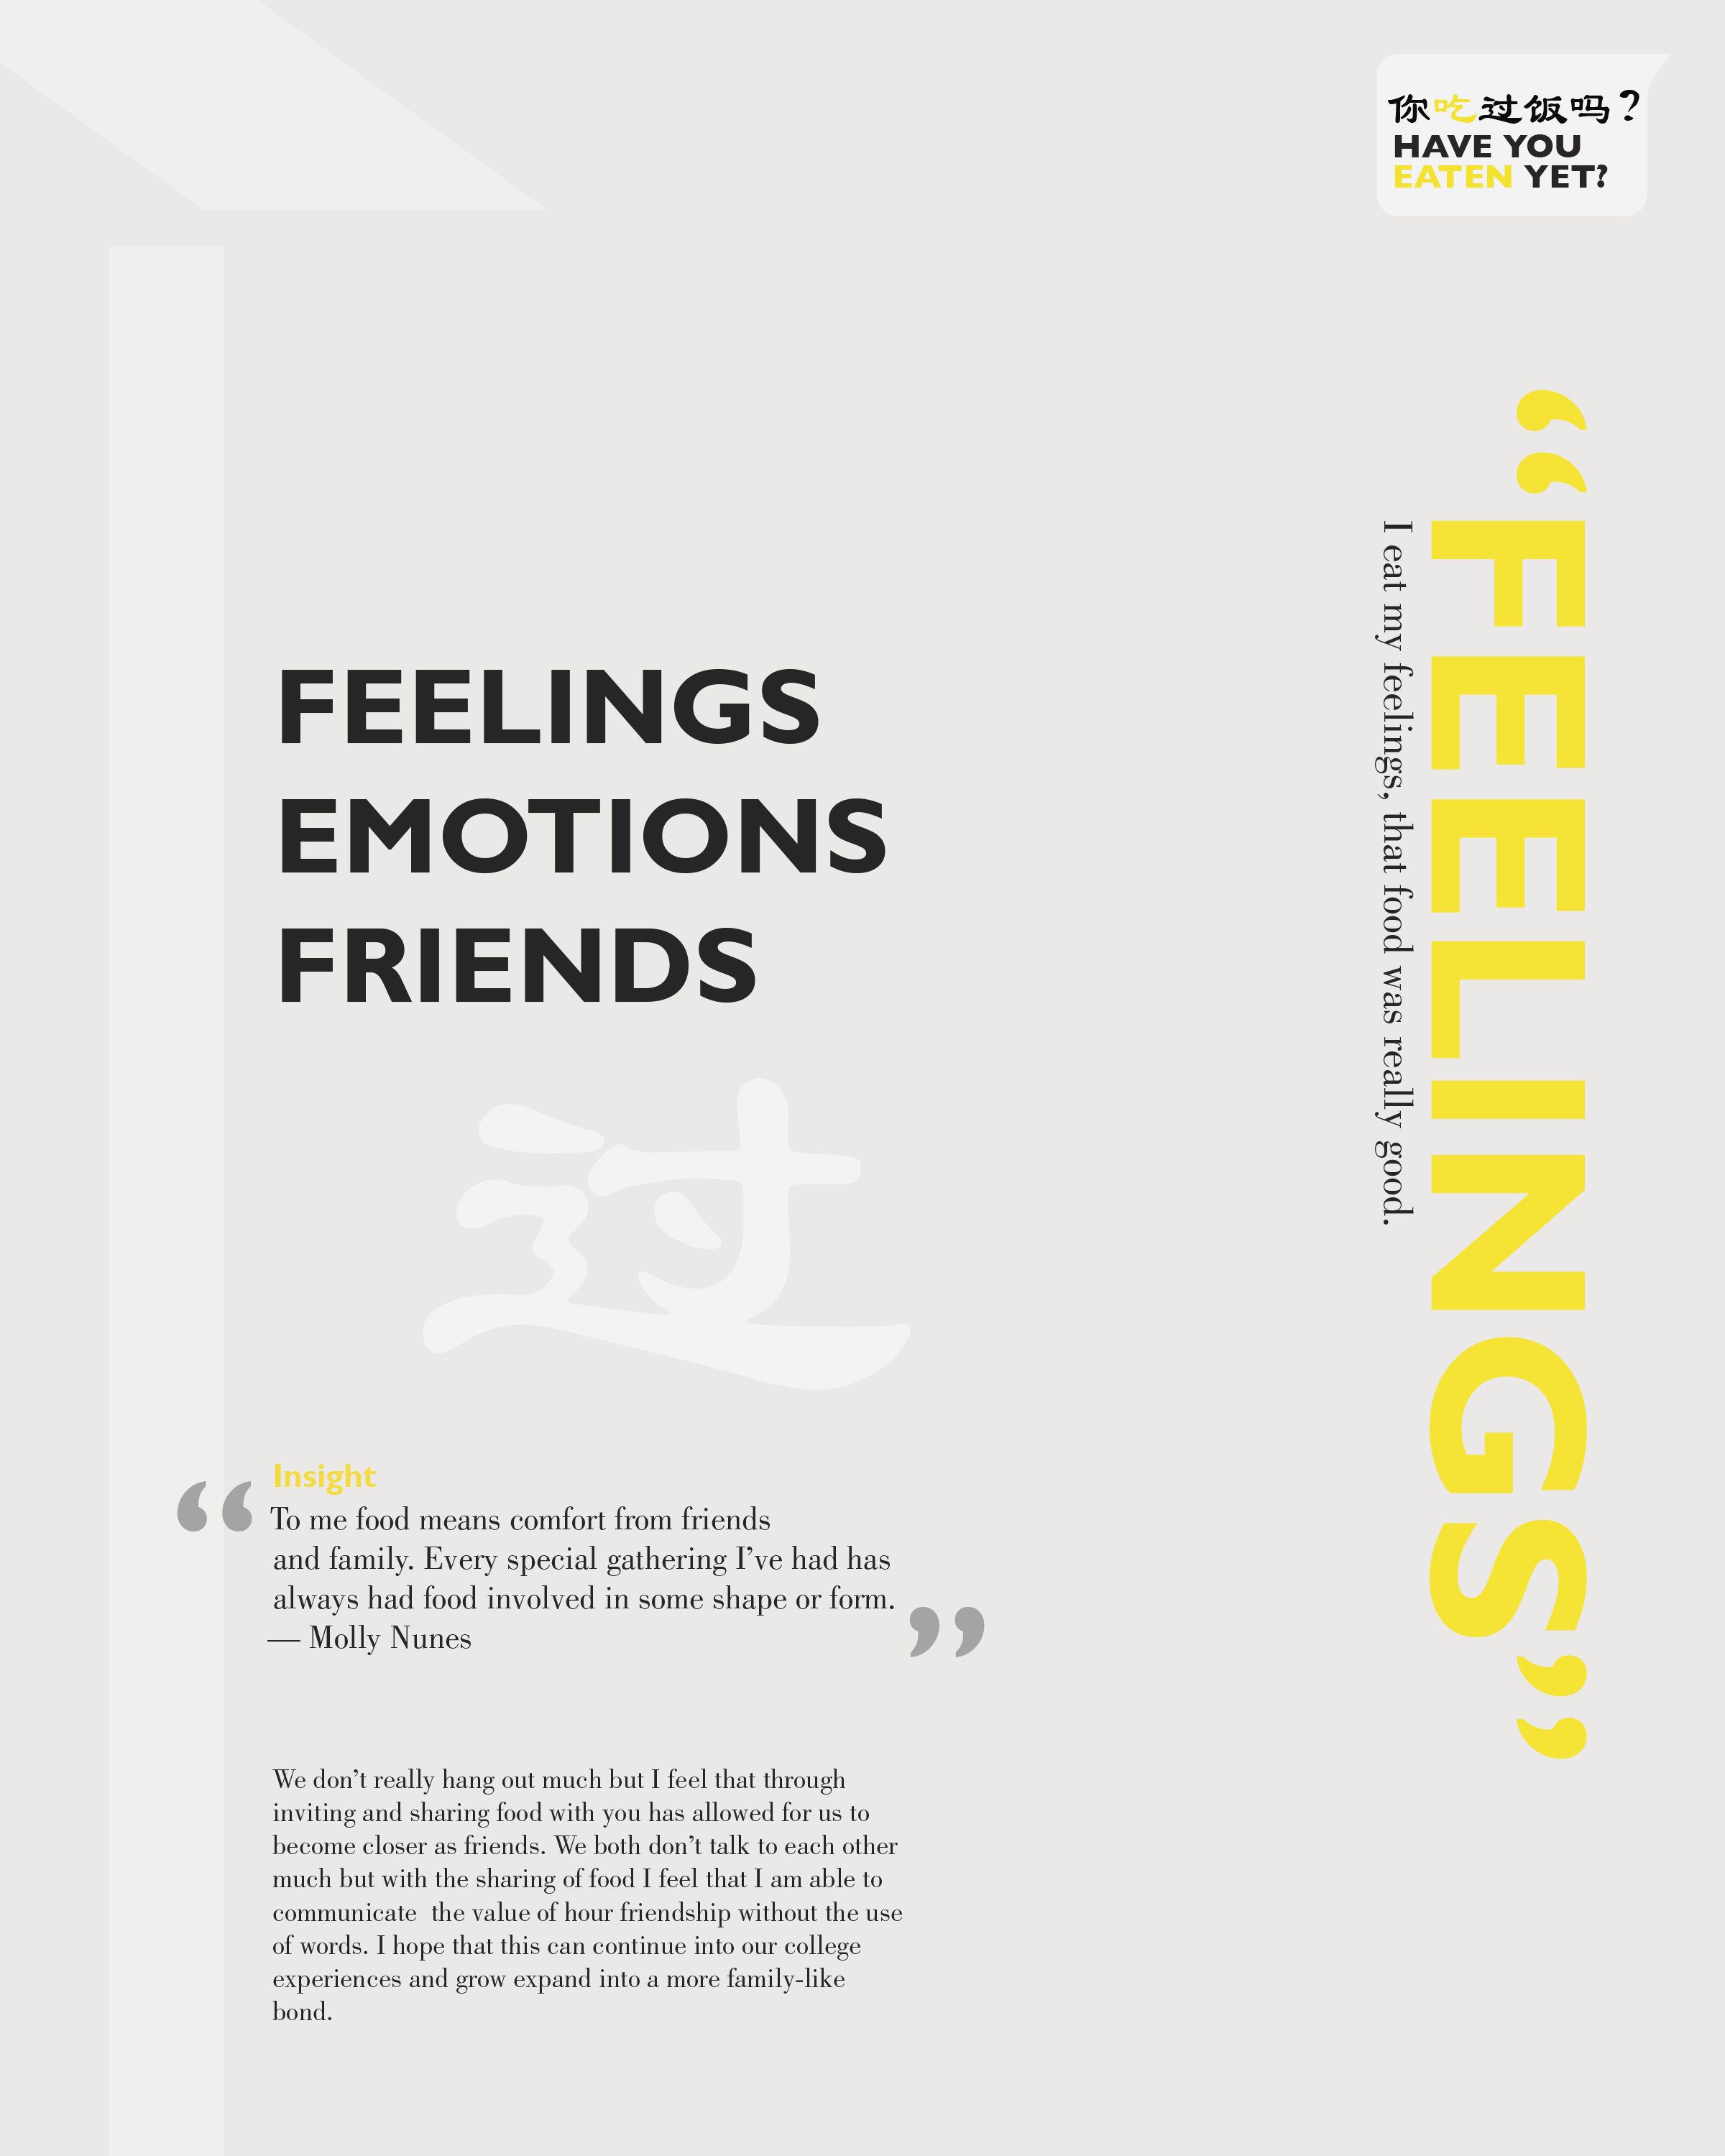 你吃过饭吗？
HAVE YOU
EATEN YET?
“FEELINGS”
I eat my feelings, that food was really good.
FEELINGS
EMOTIONS
FRIENDS
过
Insight
“To me food means comfort from friends
and family. Every special gathering I’ve had has
always had food involved in some shape or form.
— Molly Nunes”
We don’t really hang out much but I feel that through
inviting and sharing food with you has allowed for us to
become closer as friends. We both don’t talk to each other
much but with the sharing of food I feel that I am able to
communicate  the value of hour friendship without the use
of words. I hope that this can continue into our college
experiences and grow expand into a more family-like
bond.